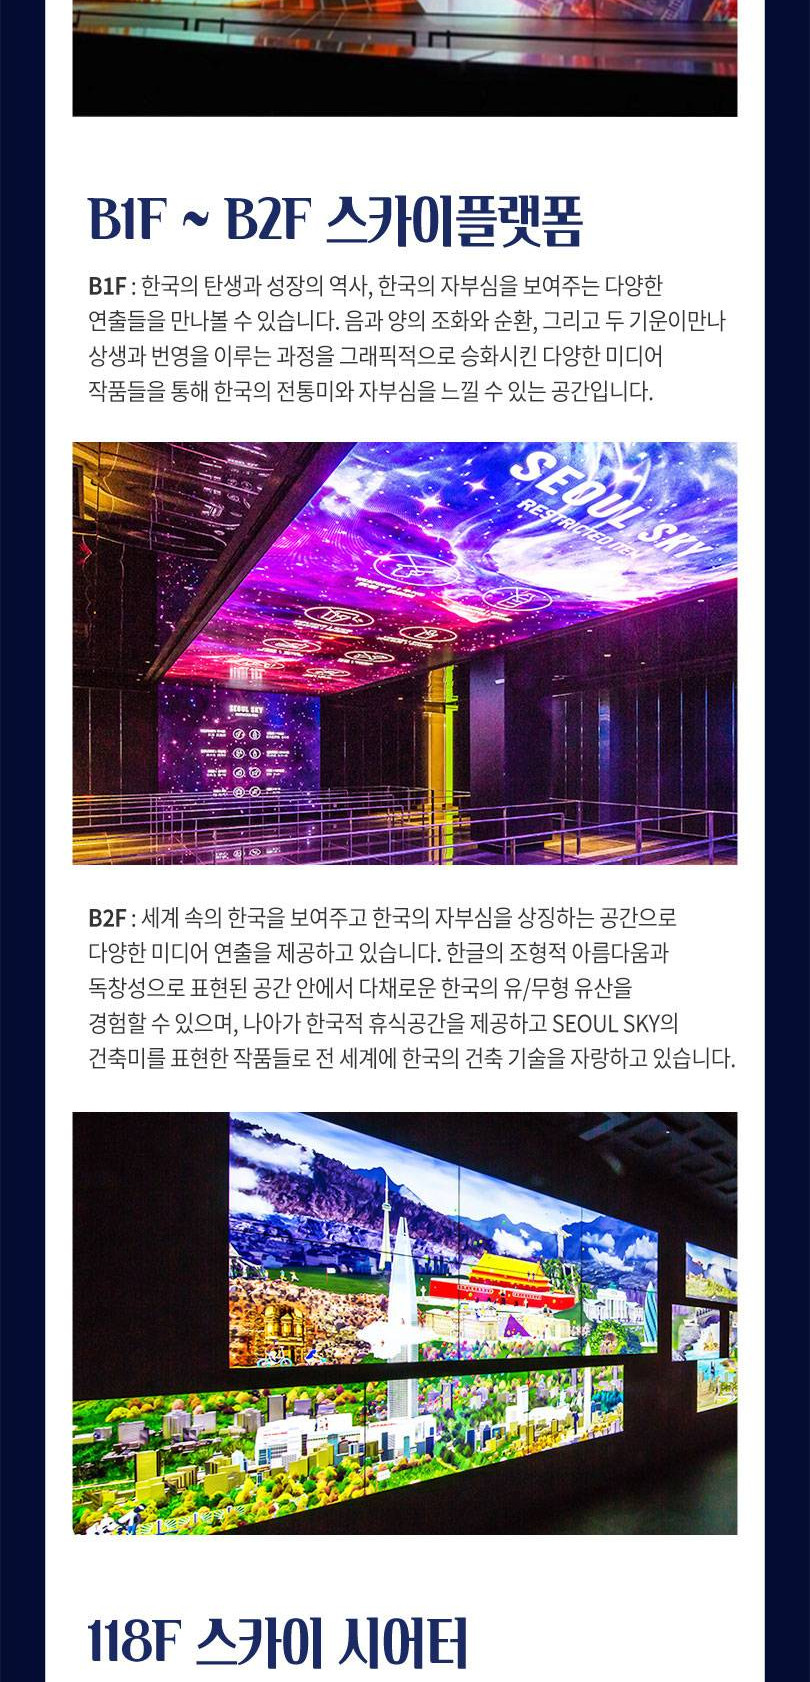 B1F ~ B2F 스카이플랫폼
B1F : 한국의 탄생과 성장의 역사, 한국의 자부심을 보여주는 다양한
연출들을 만나볼 수 있습니다. 음과 양의 조화와 순환, 그리고 두 기운이만나
상생과 번영을 이루는 과정을 그래픽적으로 승화시킨 다양한 미디어
작품들을 통해 한국의 전통미와 자부심을 느낄 수 있는 공간입니다.
SEOUL SKY
SEOUL SKY
B2F : 세계 속의 한국을 보여주고 한국의 자부심을 상징하는 공간으로
다양한 미디어 연출을 제공하고 있습니다. 한글의 조형적 아름다움과
독창성으로 표현된 공간 안에서 다채로운 한국의 유/무형 유산을
경험할 수 있으며, 나아가 한국적 휴식공간을 제공하고 SEOUL SKY의
건축미를 표현한 작품들로 전 세계에 한국의 건축 기술을 자랑하고 있습니다.
118F 스카이 시어터